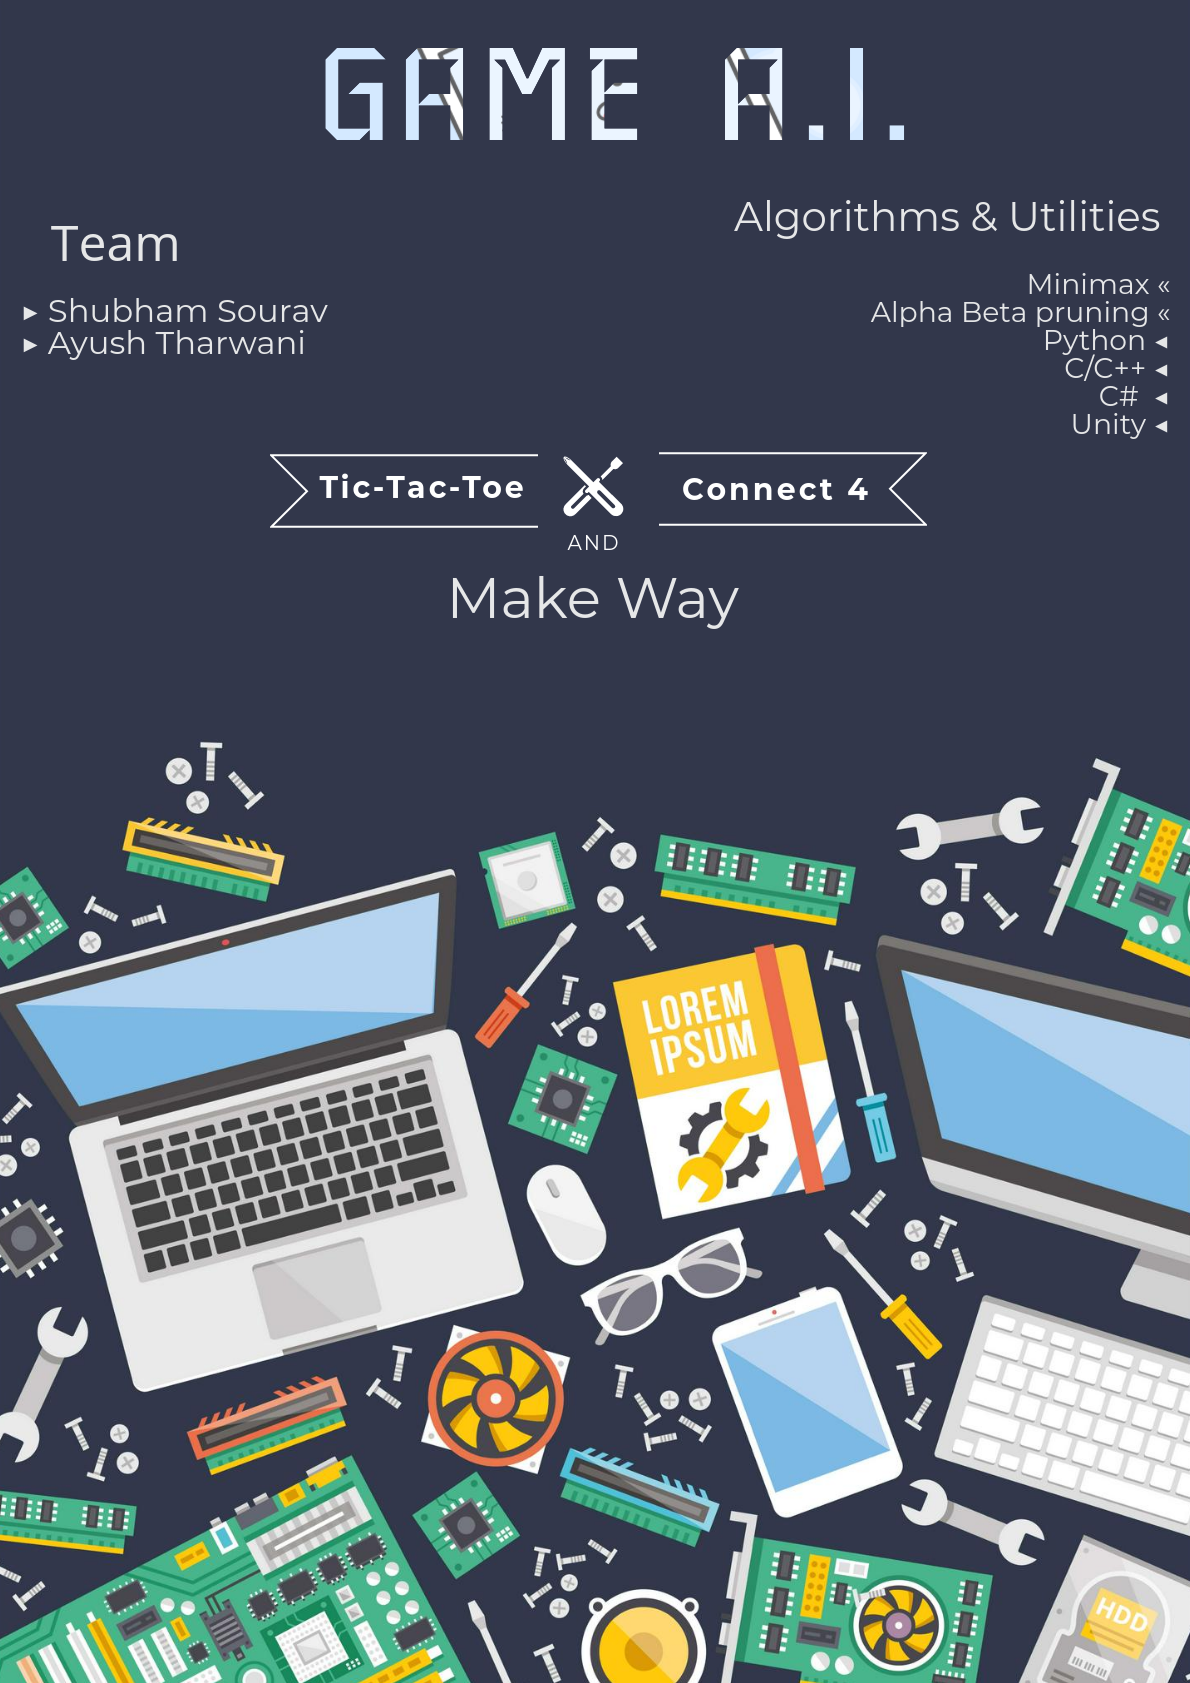 GAME A.I.
Team
▸ Shubham Sourav
▸ Ayush Tharwani
Algorithms & Utilities
Minimax «
Alpha Beta pruning «
Python ◂
C/C++ ◂
C# ◂
Unity ◂
Tic-Tac-Toe
Connect 4
AND
Make Way
LOREM
IPSUM
HDD